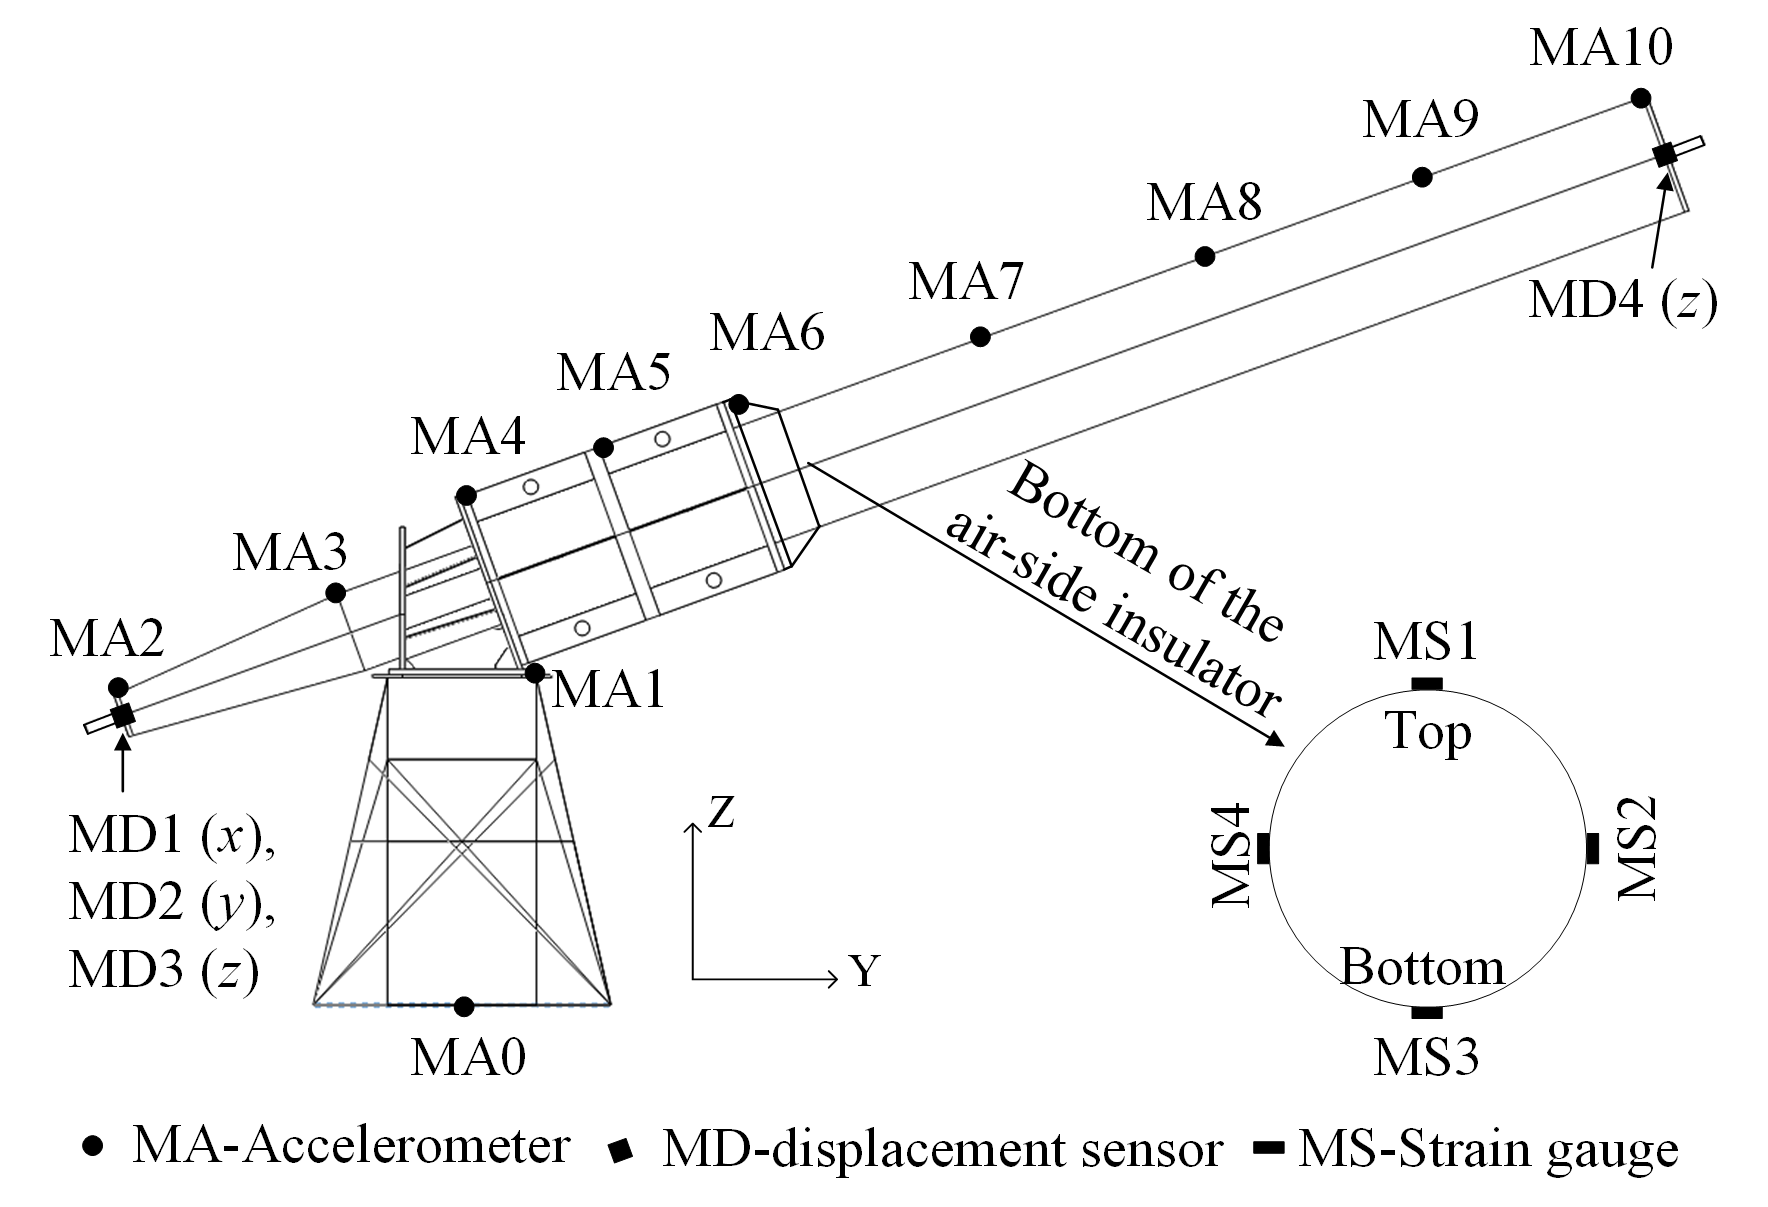 MA10
MA9
MA8
MA7
MA6
MA5
MA4
MA3
MA2
MA1
MD4 (z)
Bottom of the
air-side insulator
MD1 (x),
MD2 (y),
MD3 (z)
Z
Y
MA0
MS1
Top
MS4
MS2
Bottom
MS3
MA-Accelerometer
MD-displacement sensor
MS-Strain gauge